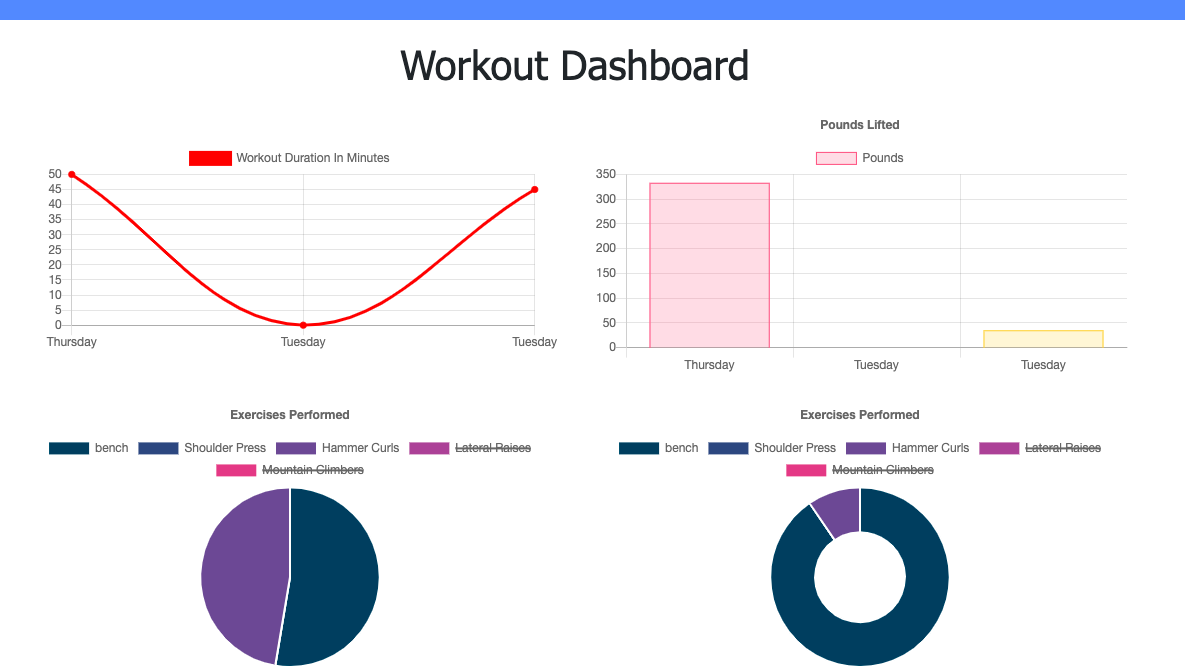 Workout Dashboard
Workout Duration In Minutes
50
45
40
35
30
25
20
15
10
5
0
Thursday Tuesday Tuesday
Pounds Lifted
Pounds
350
300
250
200
150
100
50
0
Thursday Tuesday Tuesday
Exercises Performed
bench Shoulder Press Hammer Curls Lateral Raises
Mountain Climbers
Exercises Performed
bench Shoulder Press Hammer Curls Lateral Raises
Mountain Climbers